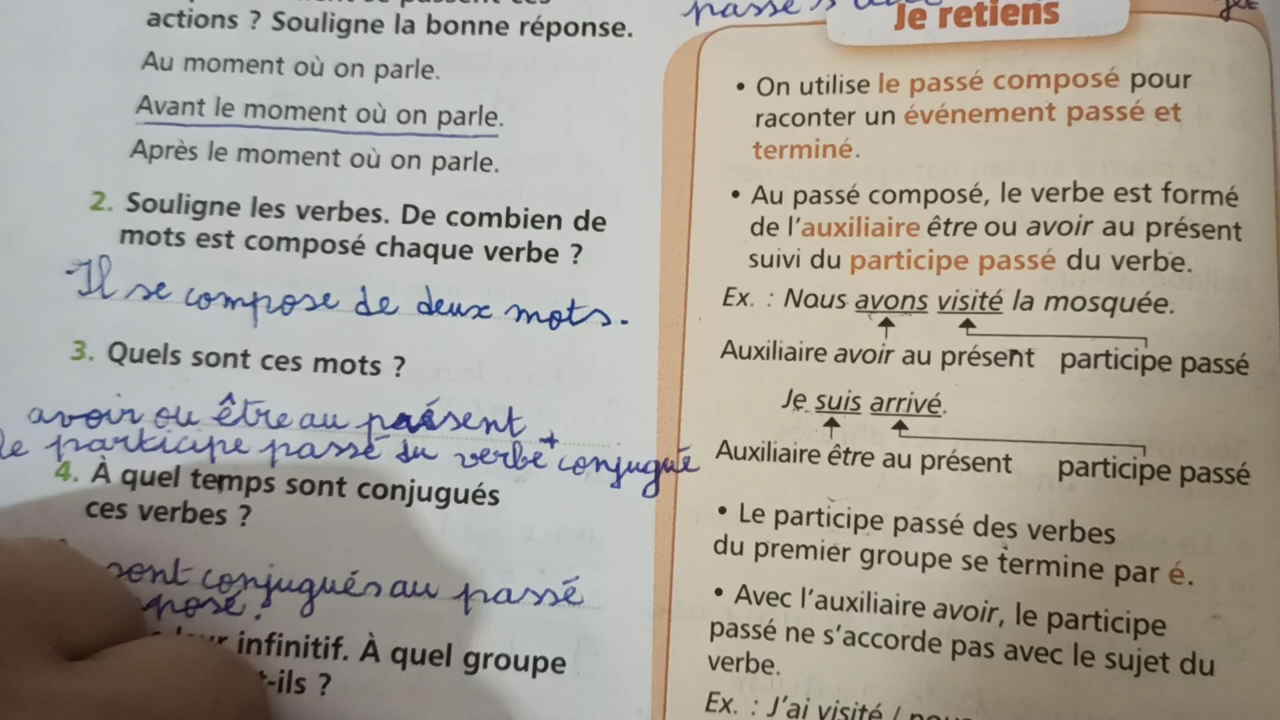 actions ? Souligne la bonne réponse.
Au moment où on parle.
Avant le moment où on parle.
Après le moment où on parle.
2. Souligne les verbes. De combien de
mots est composé chaque verbe ?
Il se compose de deux mots.
3. Quels sont ces mots ?
avoir ou être au présent +
le participe passé du verbe conjugué
4. À quel temps sont conjugués
ces verbes ?
sont conjugués au passé
posé.
infinitif. À quel groupe
-ils ?
passé
Je retiens
• On utilise le passé composé pour
raconter un événement passé et
terminé.
• Au passé composé, le verbe est formé
de l'auxiliaire être ou avoir au présent
suivi du participe passé du verbe.
Ex. : Nous avons visité la mosquée.
Auxiliaire avoir au présent participe passé
Je suis arrivé.
Auxiliaire être au présent participe passé
• Le participe passé des verbes
du premier groupe se termine par é.
• Avec l'auxiliaire avoir, le participe
passé ne s'accorde pas avec le sujet du
verbe.
Ex. : J'ai visité /